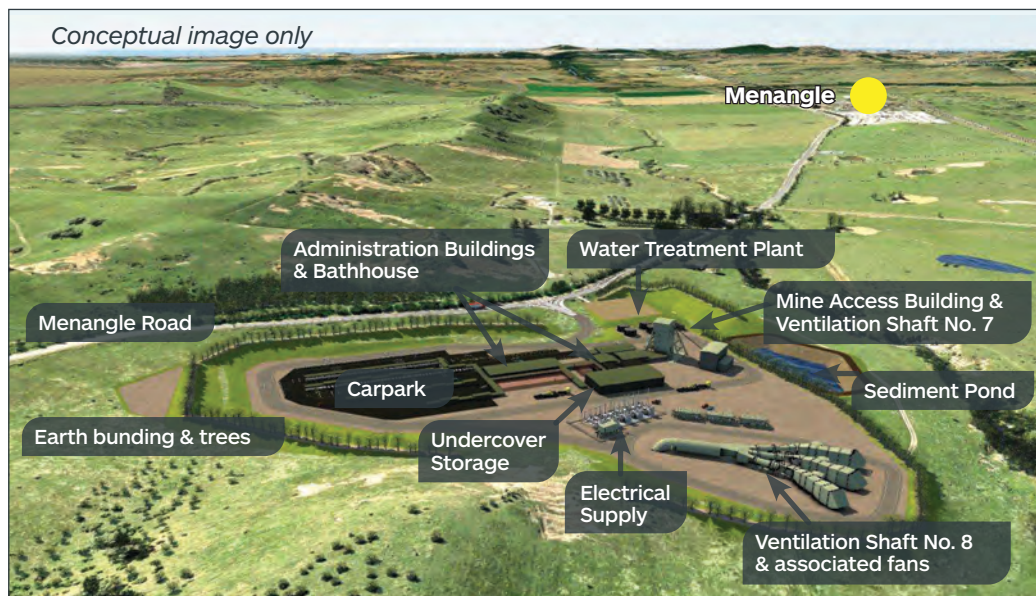 Conceptual image only
Menangle
Administration Buildings
& Bathhouse
Water Treatment Plant
Mine Access Building &
Ventilation Shaft No. 7
Menangle Road
Carpark
Sediment Pond
Earth bunding & trees
Undercover
Storage
Electrical
Supply
Ventilation Shaft No. 8
& associated fans